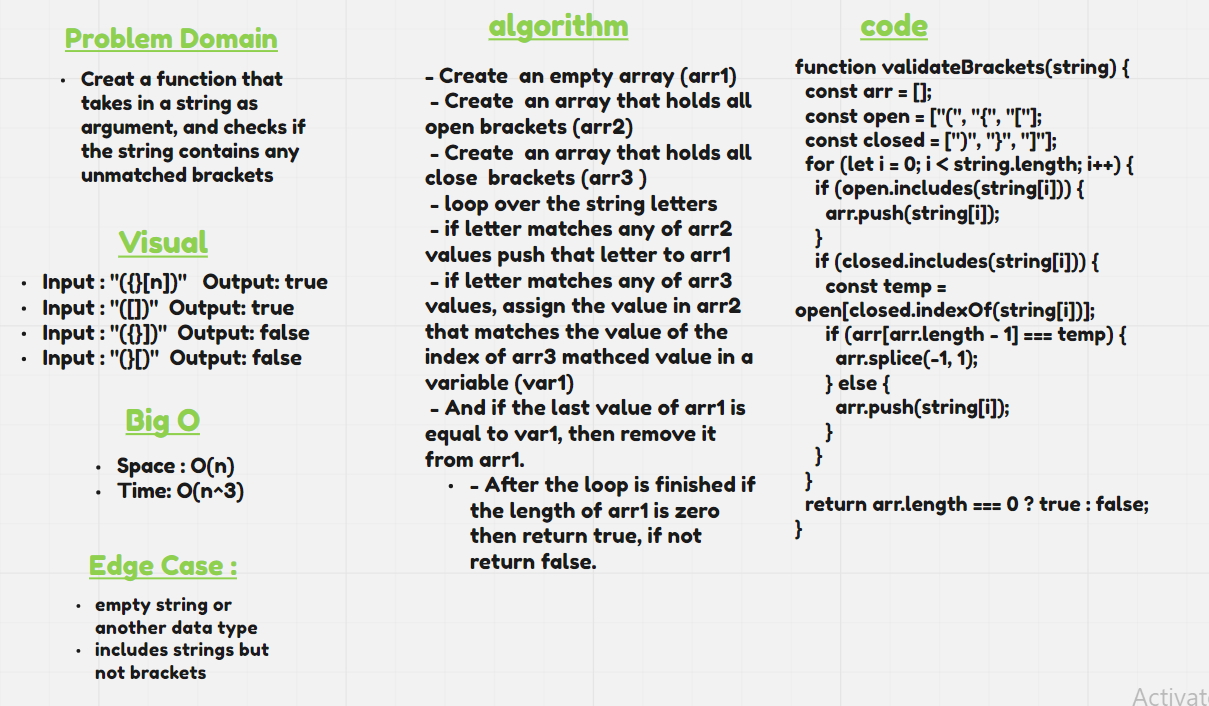 Problem Domain
Creat a function that
takes in a string as
argument, and checks if
the string contains any
unmatched brackets
Visual
Input : "({}[n])" Output: true
Input : "([])" Output: true
Input : "({}])" Output: false
Input : "(}[)" Output: false
Big O
Space : O(n)
Time: O(n^3)
Edge Case :
empty string or
another data type
includes strings but
not brackets
algorithm
- Create an empty array (arr1)
- Create an array that holds all
open brackets (arr2)
- Create an array that holds all
close brackets (arr3 )
- loop over the string letters
- if letter matches any of arr2
values push that letter to arr1
- if letter matches any of arr3
values, assign the value in arr2
that matches the value of the
index of arr3 mathced value in a
variable (var1)
- And if the last value of arr1 is
equal to var1, then remove it
from arr1.
- After the loop is finished if
the length of arr1 is zero
then return true, if not
return false.
code
function validateBrackets(string) {
const arr = [];
const open = ["(", "{", "["];
const closed = [")", "}", "]"];
for (let i = 0; i < string.length; i++) {
if (open.includes(string[i])) {
arr.push(string[i]);
}
if (closed.includes(string[i])) {
const temp =
open[closed.indexOf(string[i])];
if (arr[arr.length - 1] === temp) {
arr.splice(-1, 1);
} else {
arr.push(string[i]);
}
}
}
return arr.length === 0 ? true : false;
}
Activat